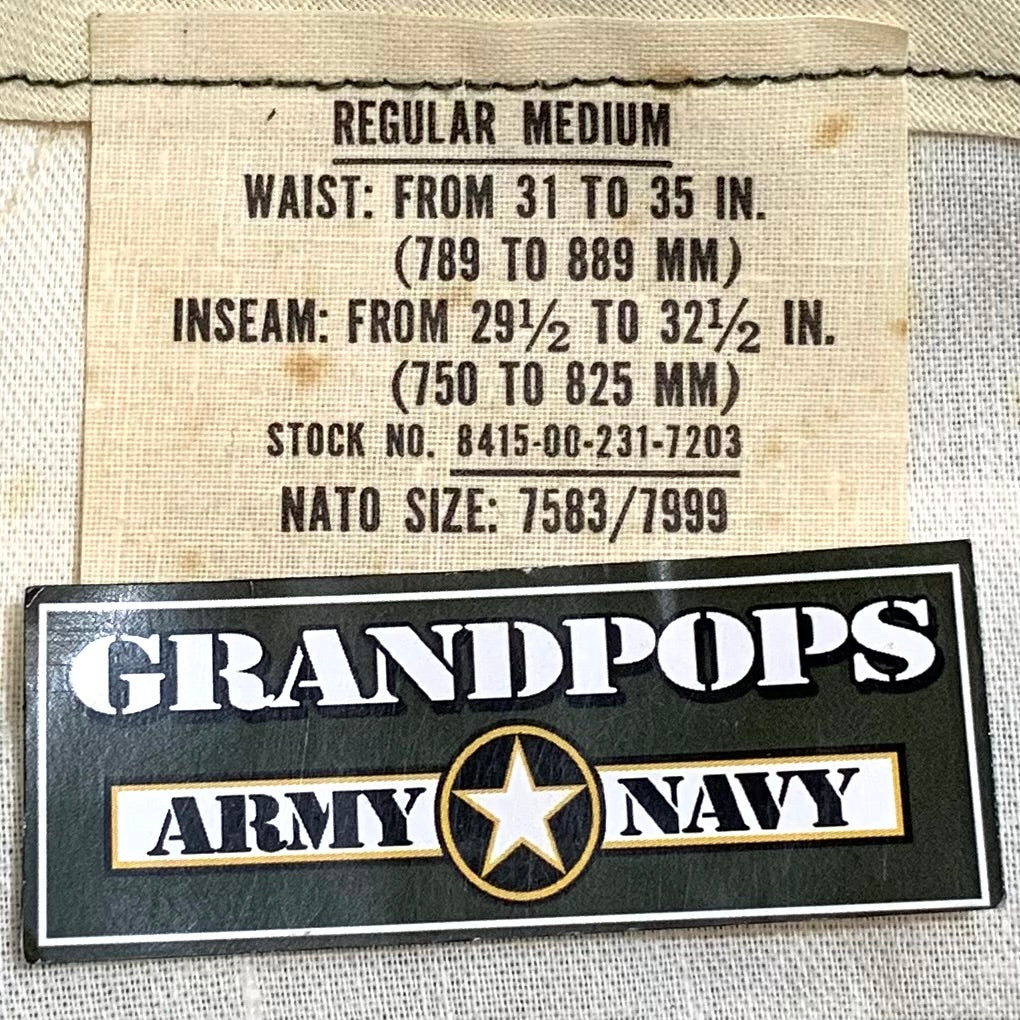 REGULAR MEDIUM
WAIST: FROM 31 TO 35 IN.
(789 TO 889 MM)
INSEAM: FROM 29½ TO 32½ IN.
(750 TO 825 MM)
STOCK NO. 8415-00-231-7203
NATO SIZE: 7583/7999
GRANDPOPS
ARMY NAVY